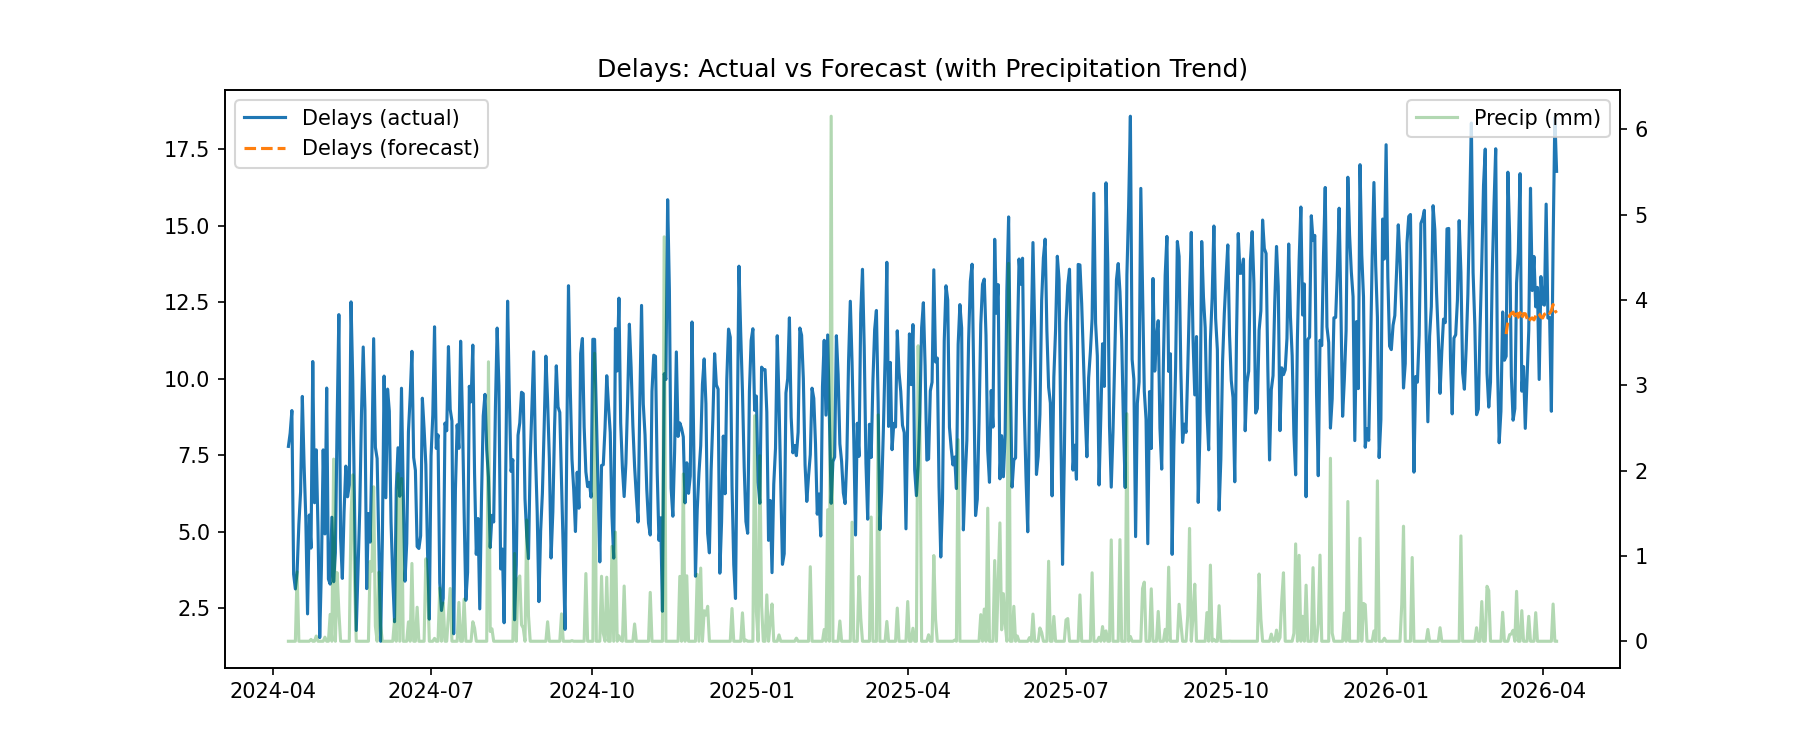 Delays: Actual vs Forecast (with Precipitation Trend)
Delays (actual)
Delays (forecast)
Precip (mm)
17.5
15.0
12.5
10.0
7.5
5.0
2.5
6
5
4
3
2
1
0
2024-04 2024-07 2024-10 2025-01 2025-04 2025-07 2025-10 2026-01 2026-04